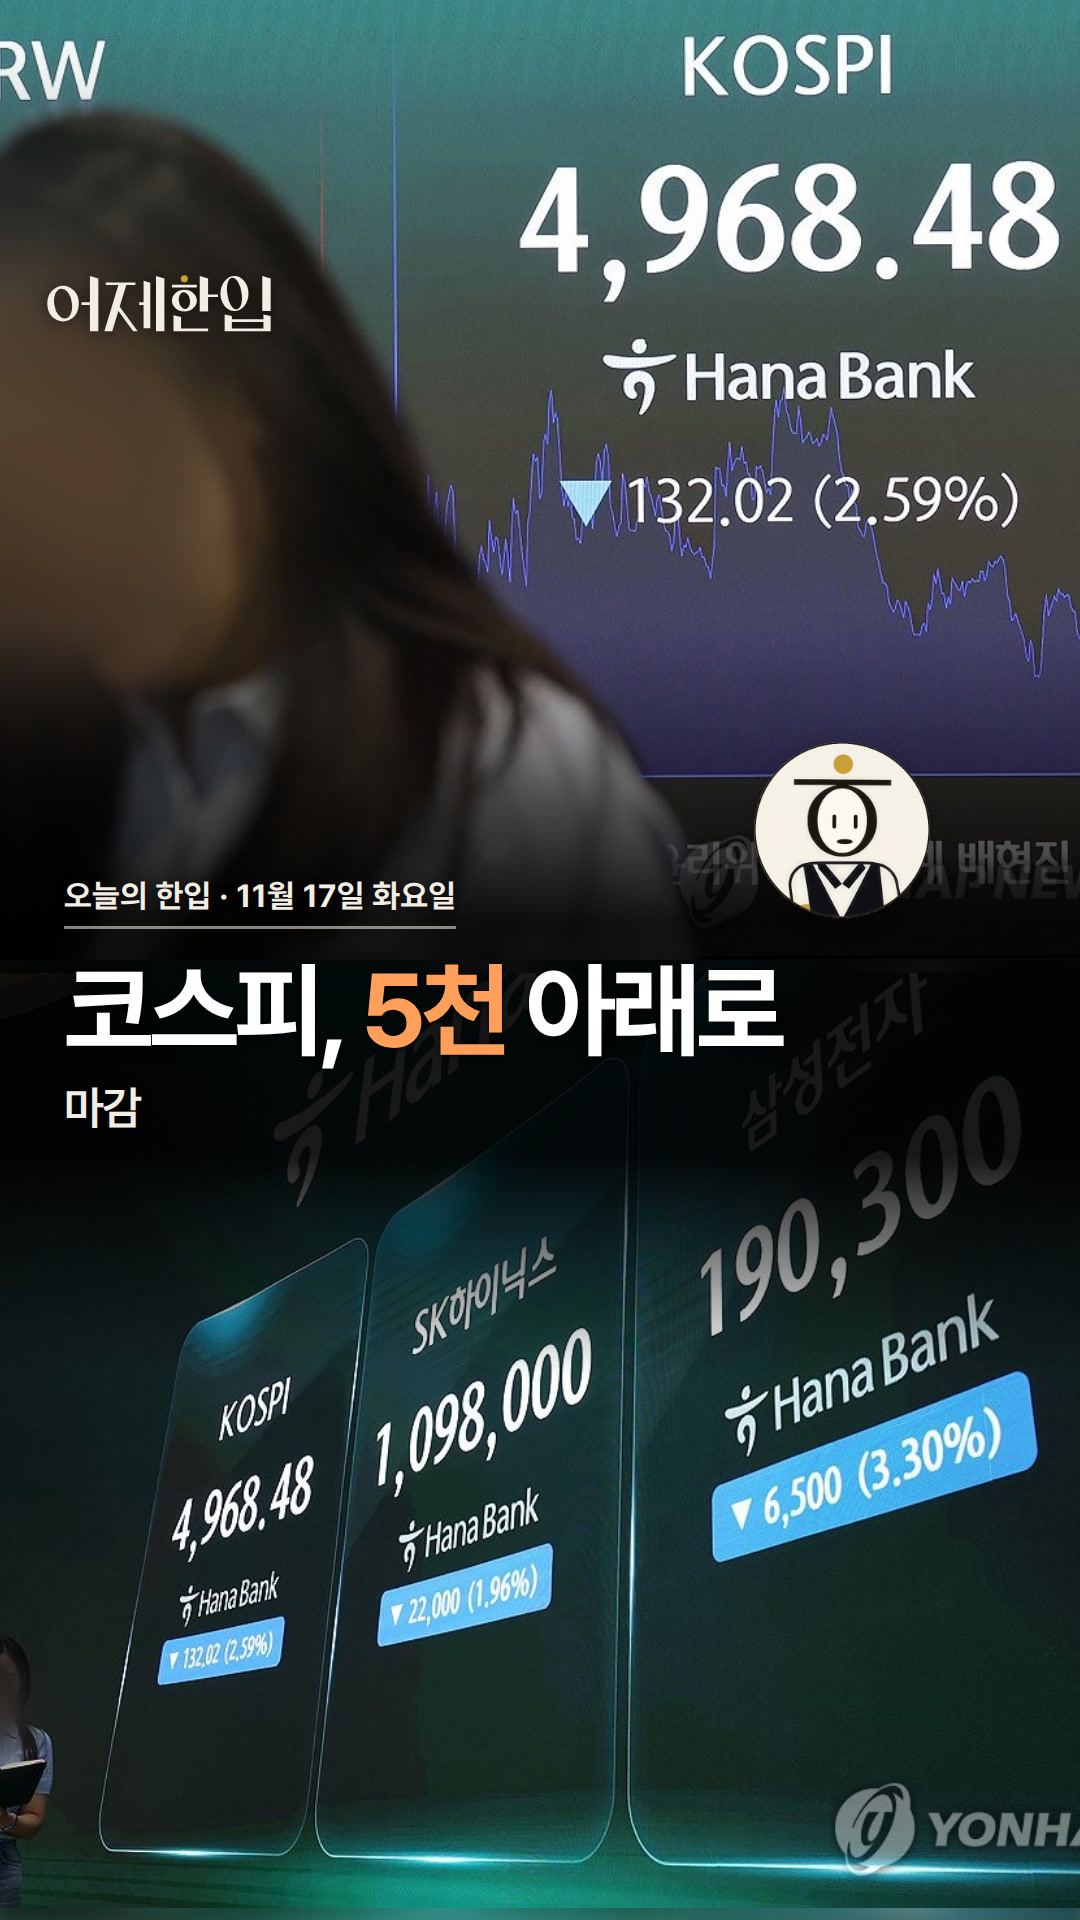 RW
KOSPI
4,968.48
어제한입
Hana Bank
▼132.02 (2.59%)
배현진
오늘의 한입 · 11월 17일 화요일
코스피, 5천 아래로
마감
Hana
삼성전자
190,300
Hana Bank
▼ 6,500 (3.30%)
SK하이닉스
1,098,000
Hana Bank
▼ 22,000 (1.96%)
KOSPI
4,968.48
Hana Bank
▼ 132.02 (2.59%)
YONHA